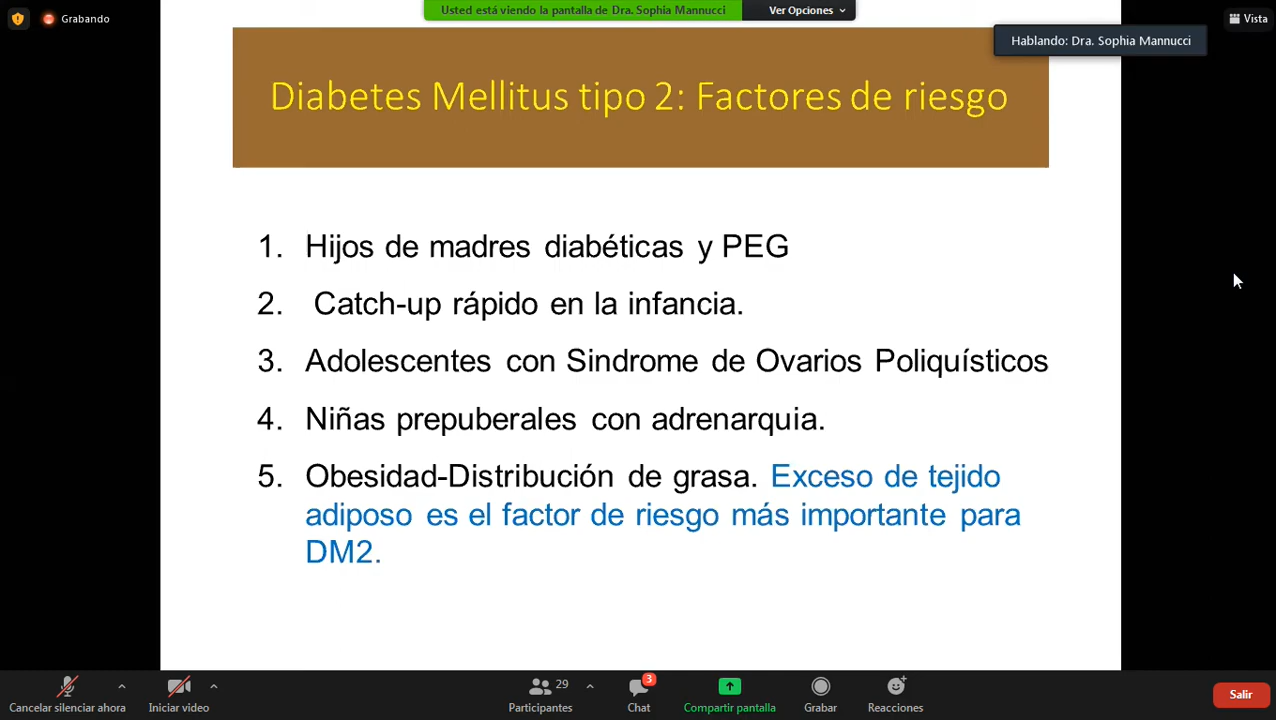 Grabando
Usted está viendo la pantalla de Dra. Sophia Mannucci
Ver Opciones
Vista
Hablando: Dra. Sophia Mannucci
Diabetes Mellitus tipo 2: Factores de riesgo
1. Hijos de madres diabéticas y PEG
2. Catch-up rápido en la infancia.
3. Adolescentes con Sindrome de Ovarios Poliquísticos
4. Niñas prepuberales con adrenarquia.
5. Obesidad-Distribución de grasa. Exceso de tejido
adiposo es el factor de riesgo más importante para
DM2.
29
3
Cancelar silenciar ahora
Iniciar video
Participantes
Chat
Compartir pantalla
Grabar
Reacciones
Salir